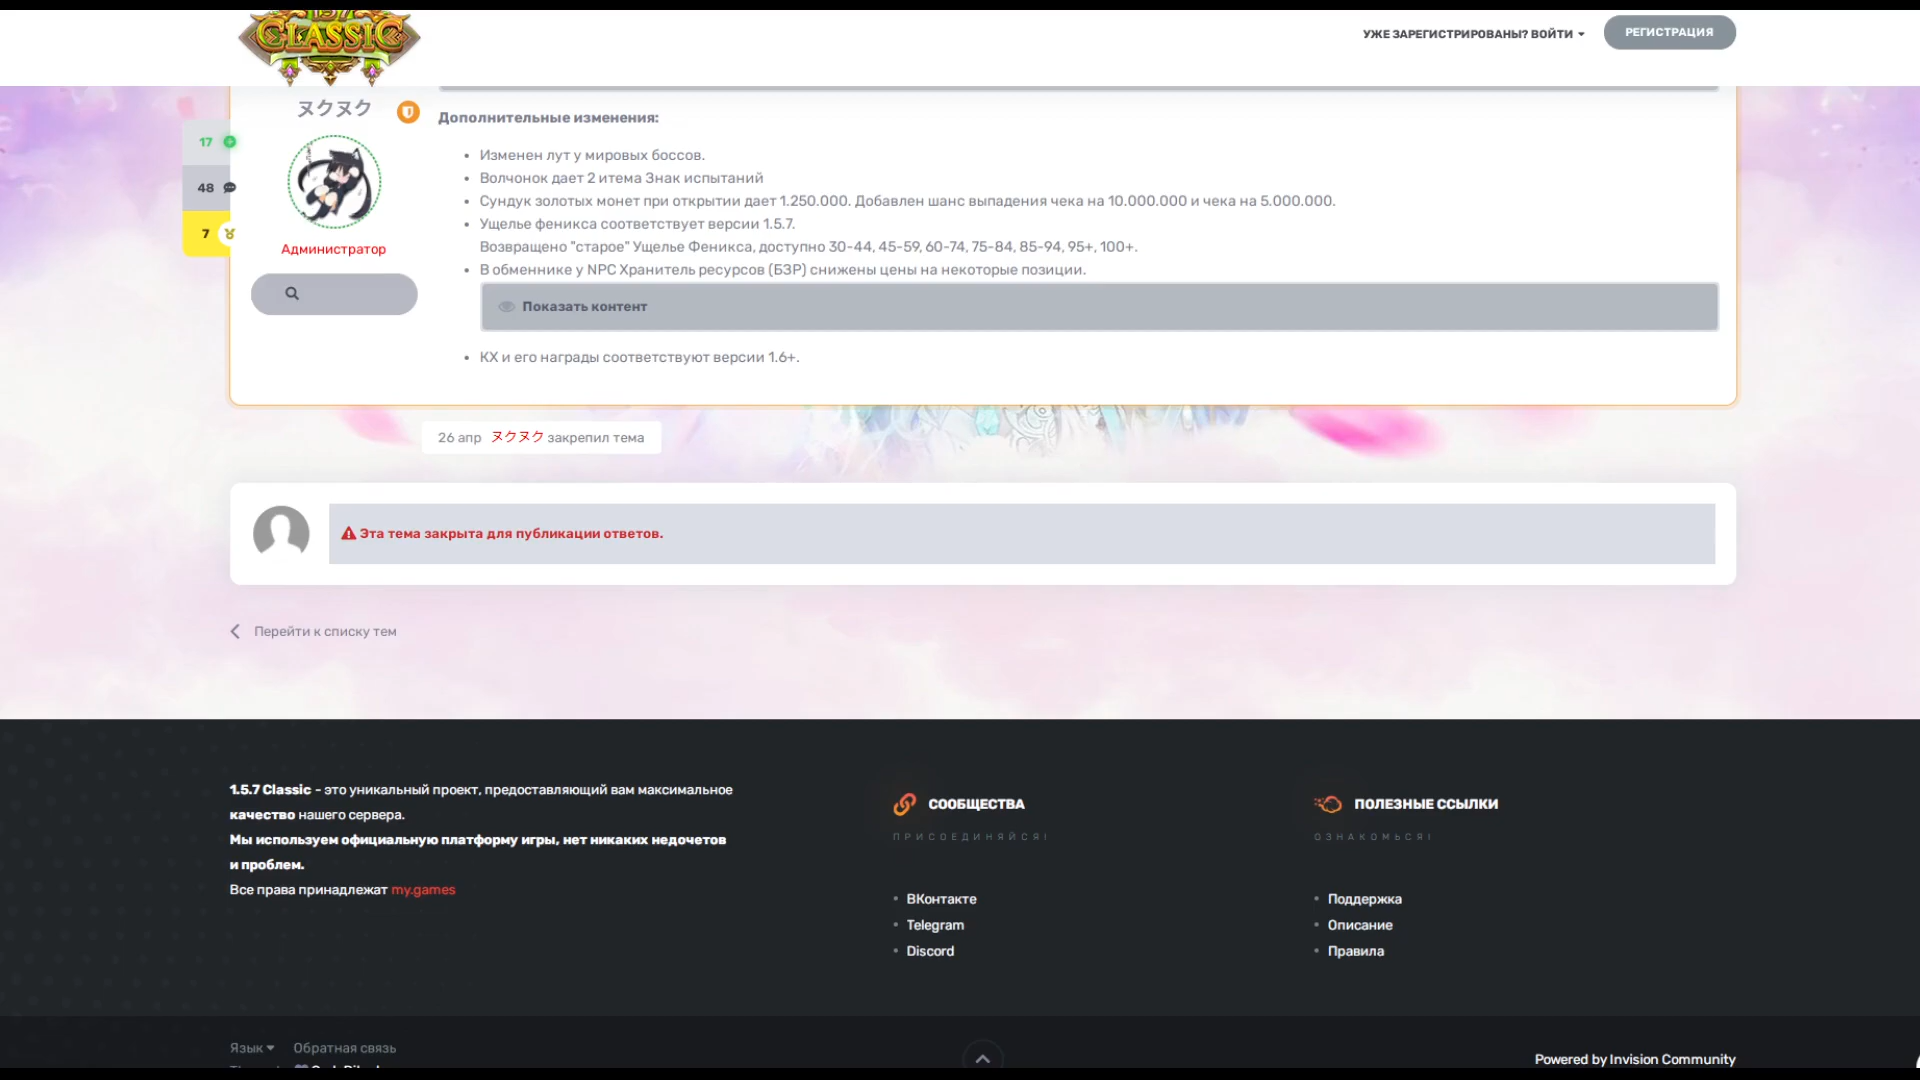 CLASSIC
УЖЕ ЗАРЕГИСТРИРОВАНЫ? ВОЙТИ
РЕГИСТРАЦИЯ
ヌクヌク
17
48
7
Администратор
Дополнительные изменения:
Изменен лут у мировых боссов.
Волчонок дает 2 итема Знак испытаний
Сундук золотых монет при открытии дает 1.250.000. Добавлен шанс выпадения чека на 10.000.000 и чека на 5.000.000.
Ущелье феникса соответствует версии 1.5.7.
Возвращено "старое" Ущелье Феникса, доступно 30-44, 45-59, 60-74, 75-84, 85-94, 95+, 100+.
В обменнике у NPC Хранитель ресурсов (БЗР) снижены цены на некоторые позиции.
Показать контент
КХ и его награды соответствуют версии 1.6+.
26 апр ヌクヌク закрепил тема
Эта тема закрыта для публикации ответов.
Перейти к списку тем
1.5.7 Classic - это уникальный проект, предоставляющий вам максимальное
качество нашего сервера.
Мы используем официальную платформу игры, нет никаких недочетов
и проблем.
Все права принадлежат my.games
СООБЩЕСТВА
ПРИСОЕДИНЯЙСЯ!
ВКонтакте
Telegram
Discord
ПОЛЕЗНЫЕ ССЫЛКИ
ОЗНАКОМЬСЯ!
Поддержка
Описание
Правила
Язык
Обратная связь
Powered by Invision Community